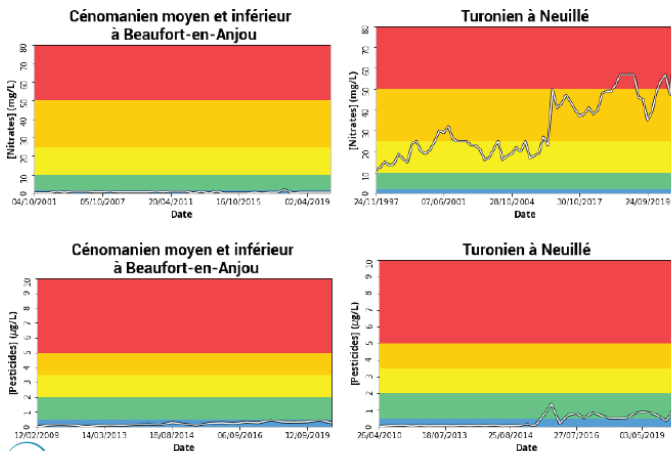 Cénomanien moyen et inférieur
à Beaufort-en-Anjou
[Nitrates] (mg/L)
80
70
60
50
40
30
20
10
0
04/10/2001 05/10/2007 20/04/2011 16/10/2015 02/04/2019
Date
Turonien à Neuillé
[Nitrates] (mg/L)
80
70
60
50
40
30
20
10
0
24/11/1997 07/06/2001 28/10/2004 30/10/2017 24/09/2019
Date
Cénomanien moyen et inférieur
à Beaufort-en-Anjou
[Pesticides] (µg/L)
10
9
8
7
6
5
4
3
2
1
0
12/02/2009 14/03/2013 15/09/2014 06/09/2016 12/09/2019
Date
Turonien à Neuillé
[Pesticides] (µg/L)
10
9
8
7
6
5
4
3
2
1
0
26/04/2010 18/07/2013 25/08/2014 27/07/2016 03/05/2019
Date